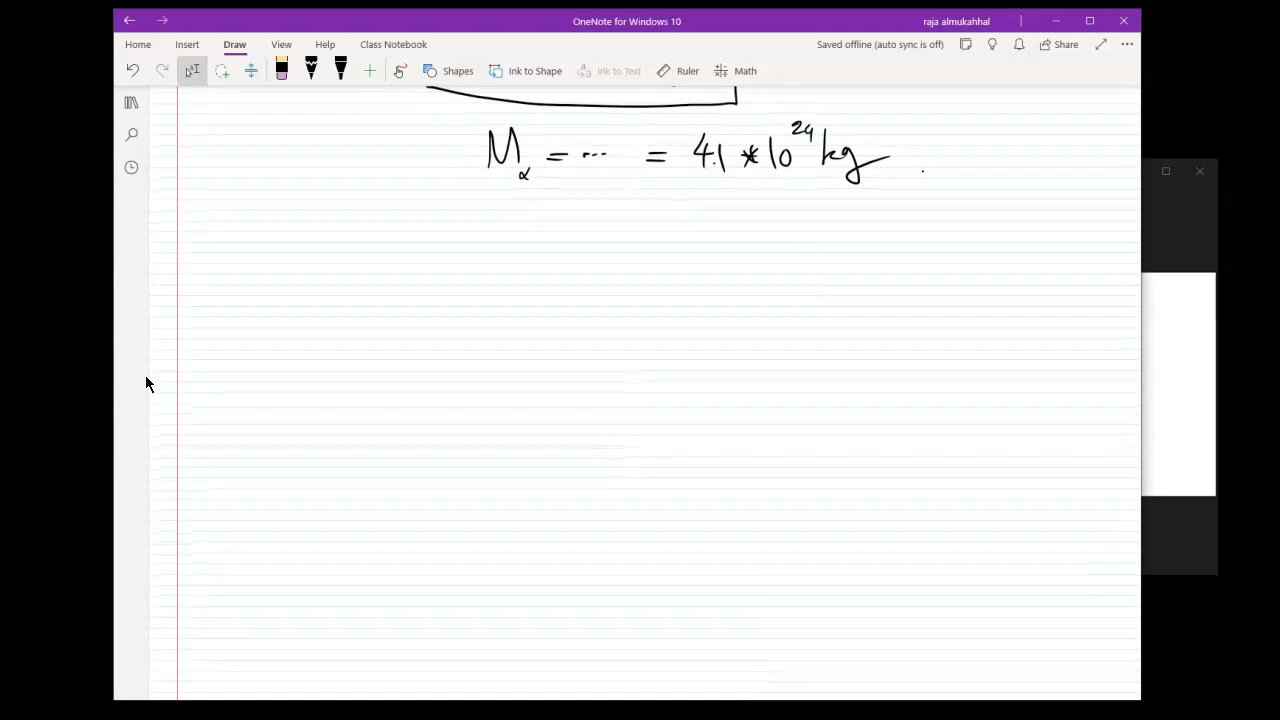 OneNote for Windows 10
raja almukahhal
Home Insert Draw View Help Class Notebook
Saved offline (auto sync is off)
Share
Shapes Ink to Shape Ink to Text Ruler Math
M_α = ... = 4.1 * 10^24 kg